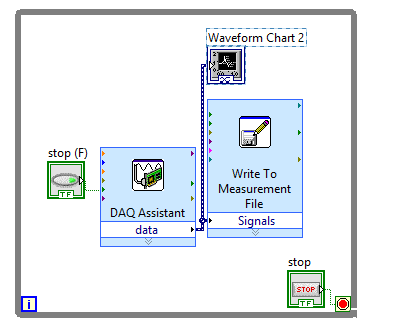 Waveform Chart 2
stop (F)
TF
DAQ Assistant
data
Write To
Measurement
File
Signals
stop
STOP
TF
i